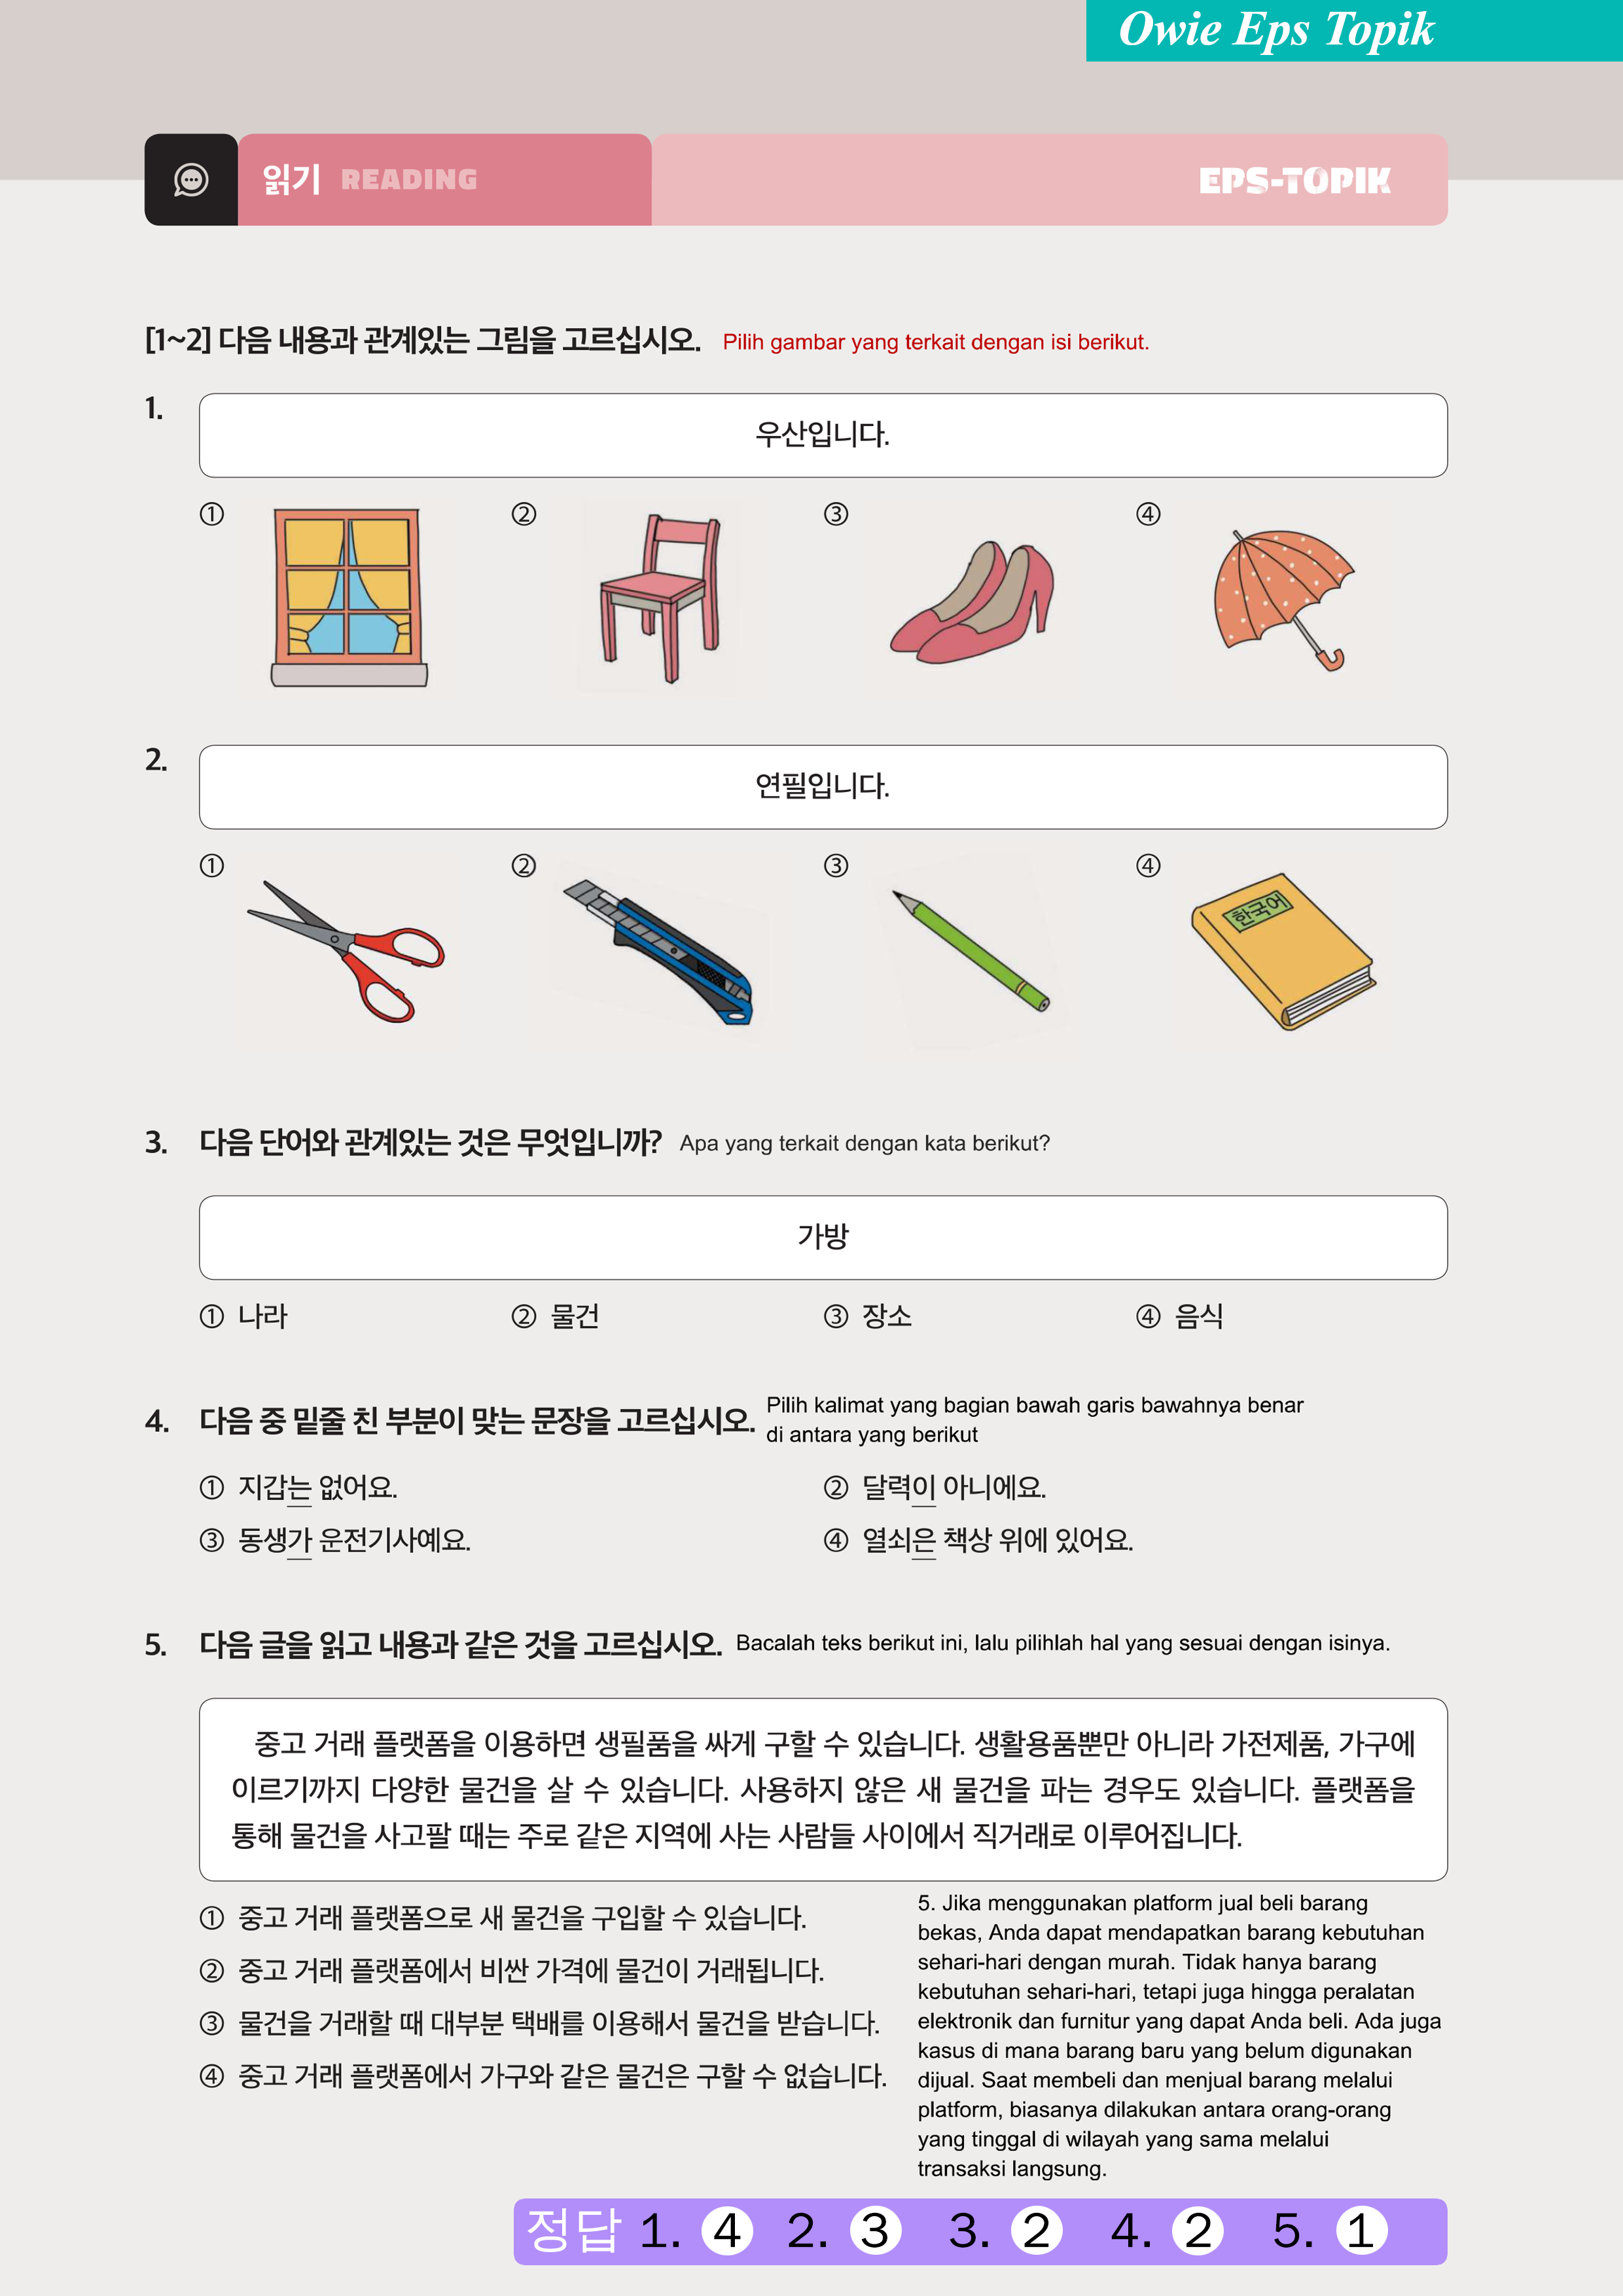 Owie Eps Topik
읽기 READING
EPS-TOPIK
[1~2] 다음 내용과 관계있는 그림을 고르십시오. Pilih gambar yang terkait dengan isi berikut.
1.
우산입니다.
① ② ③ ④
2.
연필입니다.
① ② ③ ④
한국어
3. 다음 단어와 관계있는 것은 무엇입니까? Apa yang terkait dengan kata berikut?
가방
① 나라 ② 물건 ③ 장소 ④ 음식
4. 다음 중 밑줄 친 부분이 맞는 문장을 고르십시오.
Pilih kalimat yang bagian bawah garis bawahnya benar
di antara yang berikut
① 지갑는 없어요. ② 달력이 아니에요.
③ 동생가 운전기사예요. ④ 열쇠은 책상 위에 있어요.
5. 다음 글을 읽고 내용과 같은 것을 고르십시오. Bacalah teks berikut ini, lalu pilihlah hal yang sesuai dengan isinya.
중고 거래 플랫폼을 이용하면 생필품을 싸게 구할 수 있습니다. 생활용품뿐만 아니라 가전제품, 가구에
이르기까지 다양한 물건을 살 수 있습니다. 사용하지 않은 새 물건을 파는 경우도 있습니다. 플랫폼을
통해 물건을 사고팔 때는 주로 같은 지역에 사는 사람들 사이에서 직거래로 이루어집니다.
① 중고 거래 플랫폼으로 새 물건을 구입할 수 있습니다.
② 중고 거래 플랫폼에서 비싼 가격에 물건이 거래됩니다.
③ 물건을 거래할 때 대부분 택배를 이용해서 물건을 받습니다.
④ 중고 거래 플랫폼에서 가구와 같은 물건은 구할 수 없습니다.
5. Jika menggunakan platform jual beli barang
bekas, Anda dapat mendapatkan barang kebutuhan
sehari-hari dengan murah. Tidak hanya barang
kebutuhan sehari-hari, tetapi juga hingga peralatan
elektronik dan furnitur yang dapat Anda beli. Ada juga
kasus di mana barang baru yang belum digunakan
dijual. Saat membeli dan menjual barang melalui
platform, biasanya dilakukan antara orang-orang
yang tinggal di wilayah yang sama melalui
transaksi langsung.
정답 1. 4 2. 3 3. 2 4. 2 5. 1